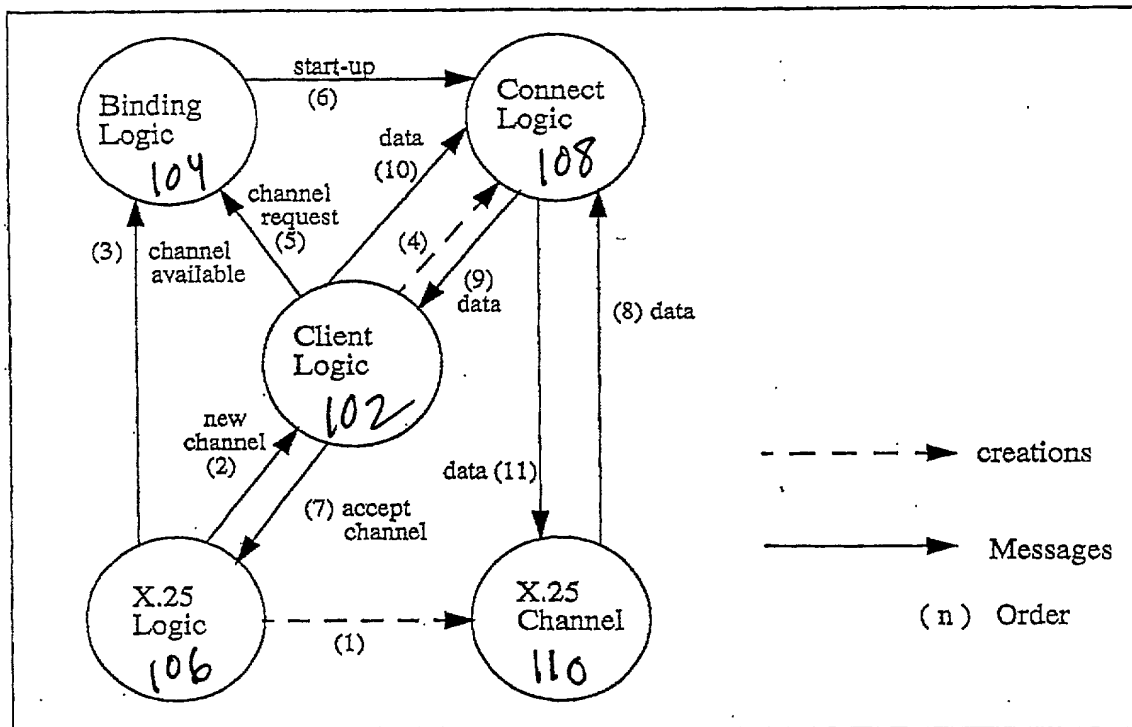 start-up
(6)
Binding
Logic
104
Connect
Logic
108
data
(10)
channel
request
(5)
(3)
channel
available
(4)
(9)
data
(8) data
Client
Logic
102
new
channel
(2)
(7) accept
channel
data (11)
creations
Messages
(n) Order
X.25
Logic
106
(1)
X.25
Channel
110